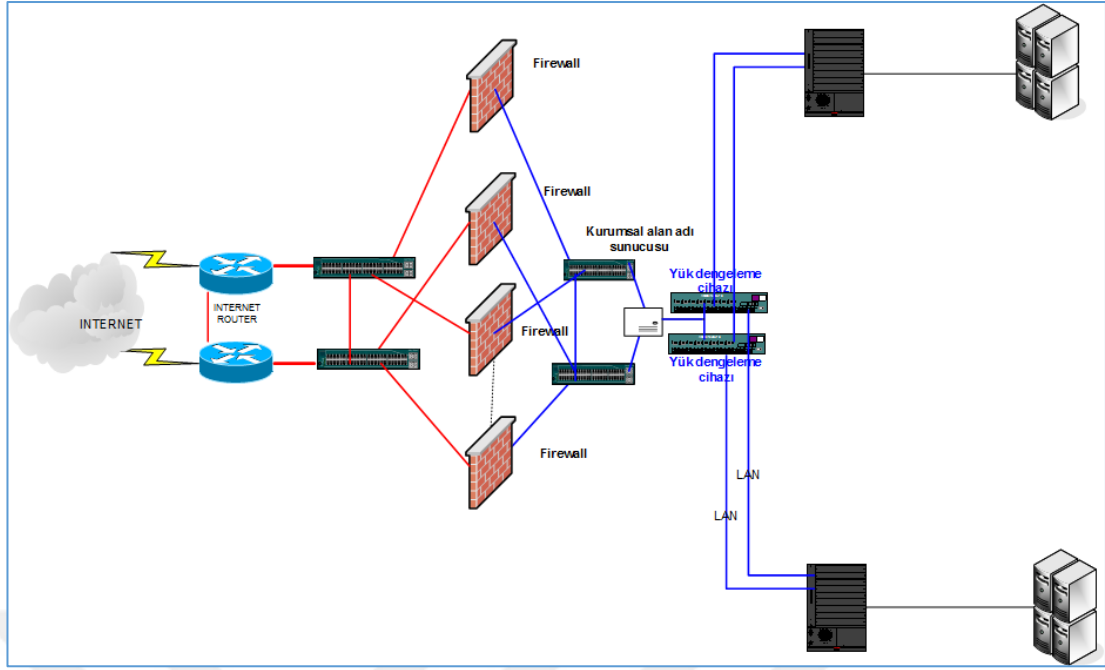 Firewall
Firewall
Kurumsal alan adı
sunucusu
Yük dengeleme
cihazı
INTERNET
INTERNET
ROUTER
Firewall
Yük dengeleme
cihazı
Firewall
LAN
LAN